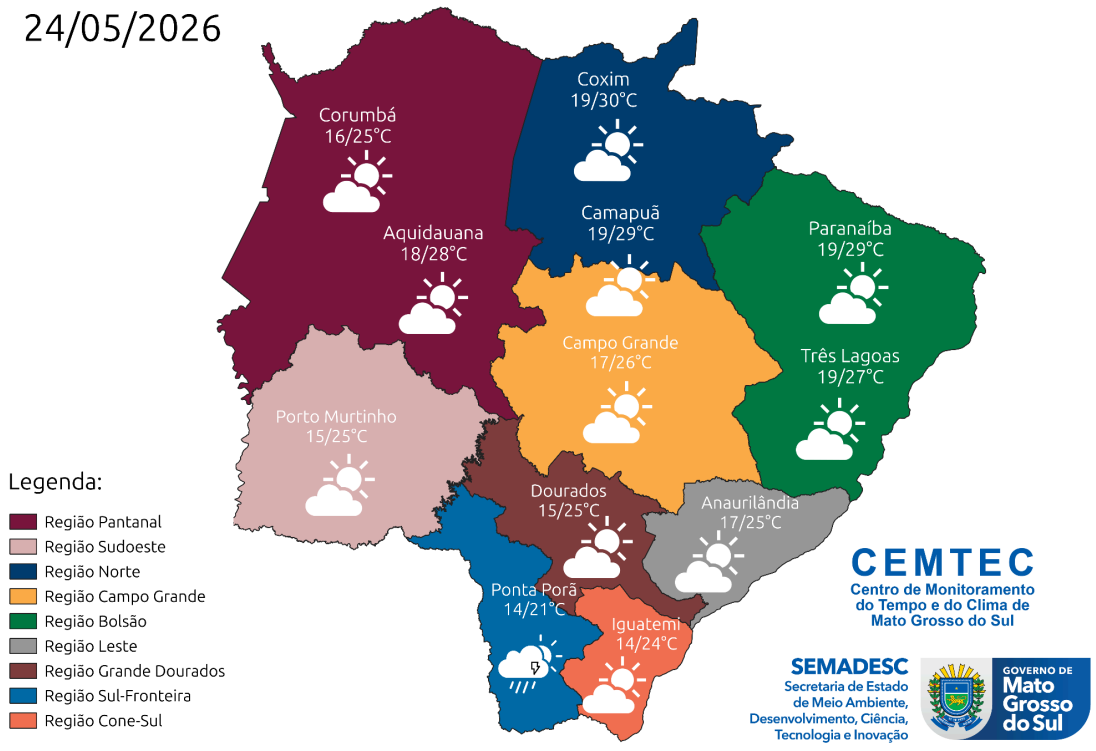 24/05/2026
Coxim
19/30°C
Corumbá
16/25°C
Camapuã
19/29°C
Aquidauana
18/28°C
Paranaíba
19/29°C
Campo Grande
17/26°C
Três Lagoas
19/27°C
Porto Murtinho
15/25°C
Dourados
15/25°C
Anaurilândia
17/25°C
Ponta Porã
14/21°C
Iguatemi
14/24°C
Legenda:
Região Pantanal
Região Sudoeste
Região Norte
Região Campo Grande
Região Bolsão
Região Leste
Região Grande Dourados
Região Sul-Fronteira
Região Cone-Sul
CEMTEC
Centro de Monitoramento
do Tempo e do Clima de
Mato Grosso do Sul
SEMADESC
Secretaria de Estado
de Meio Ambiente,
Desenvolvimento, Ciência,
Tecnologia e Inovação
GOVERNO DE
Mato
Grosso
do Sul